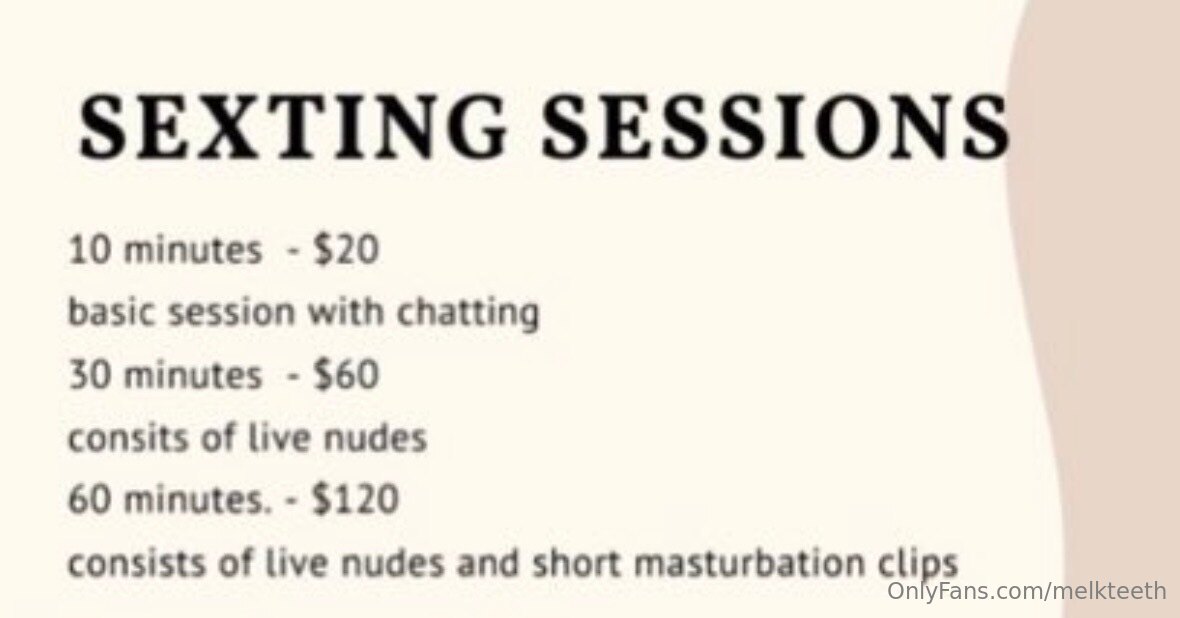 SEXTING SESSIONS
10 minutes - $20
basic session with chatting
30 minutes - $60
consits of live nudes
60 minutes. - $120
consists of live nudes and short masturbation clips
OnlyFans.com/melkteeth